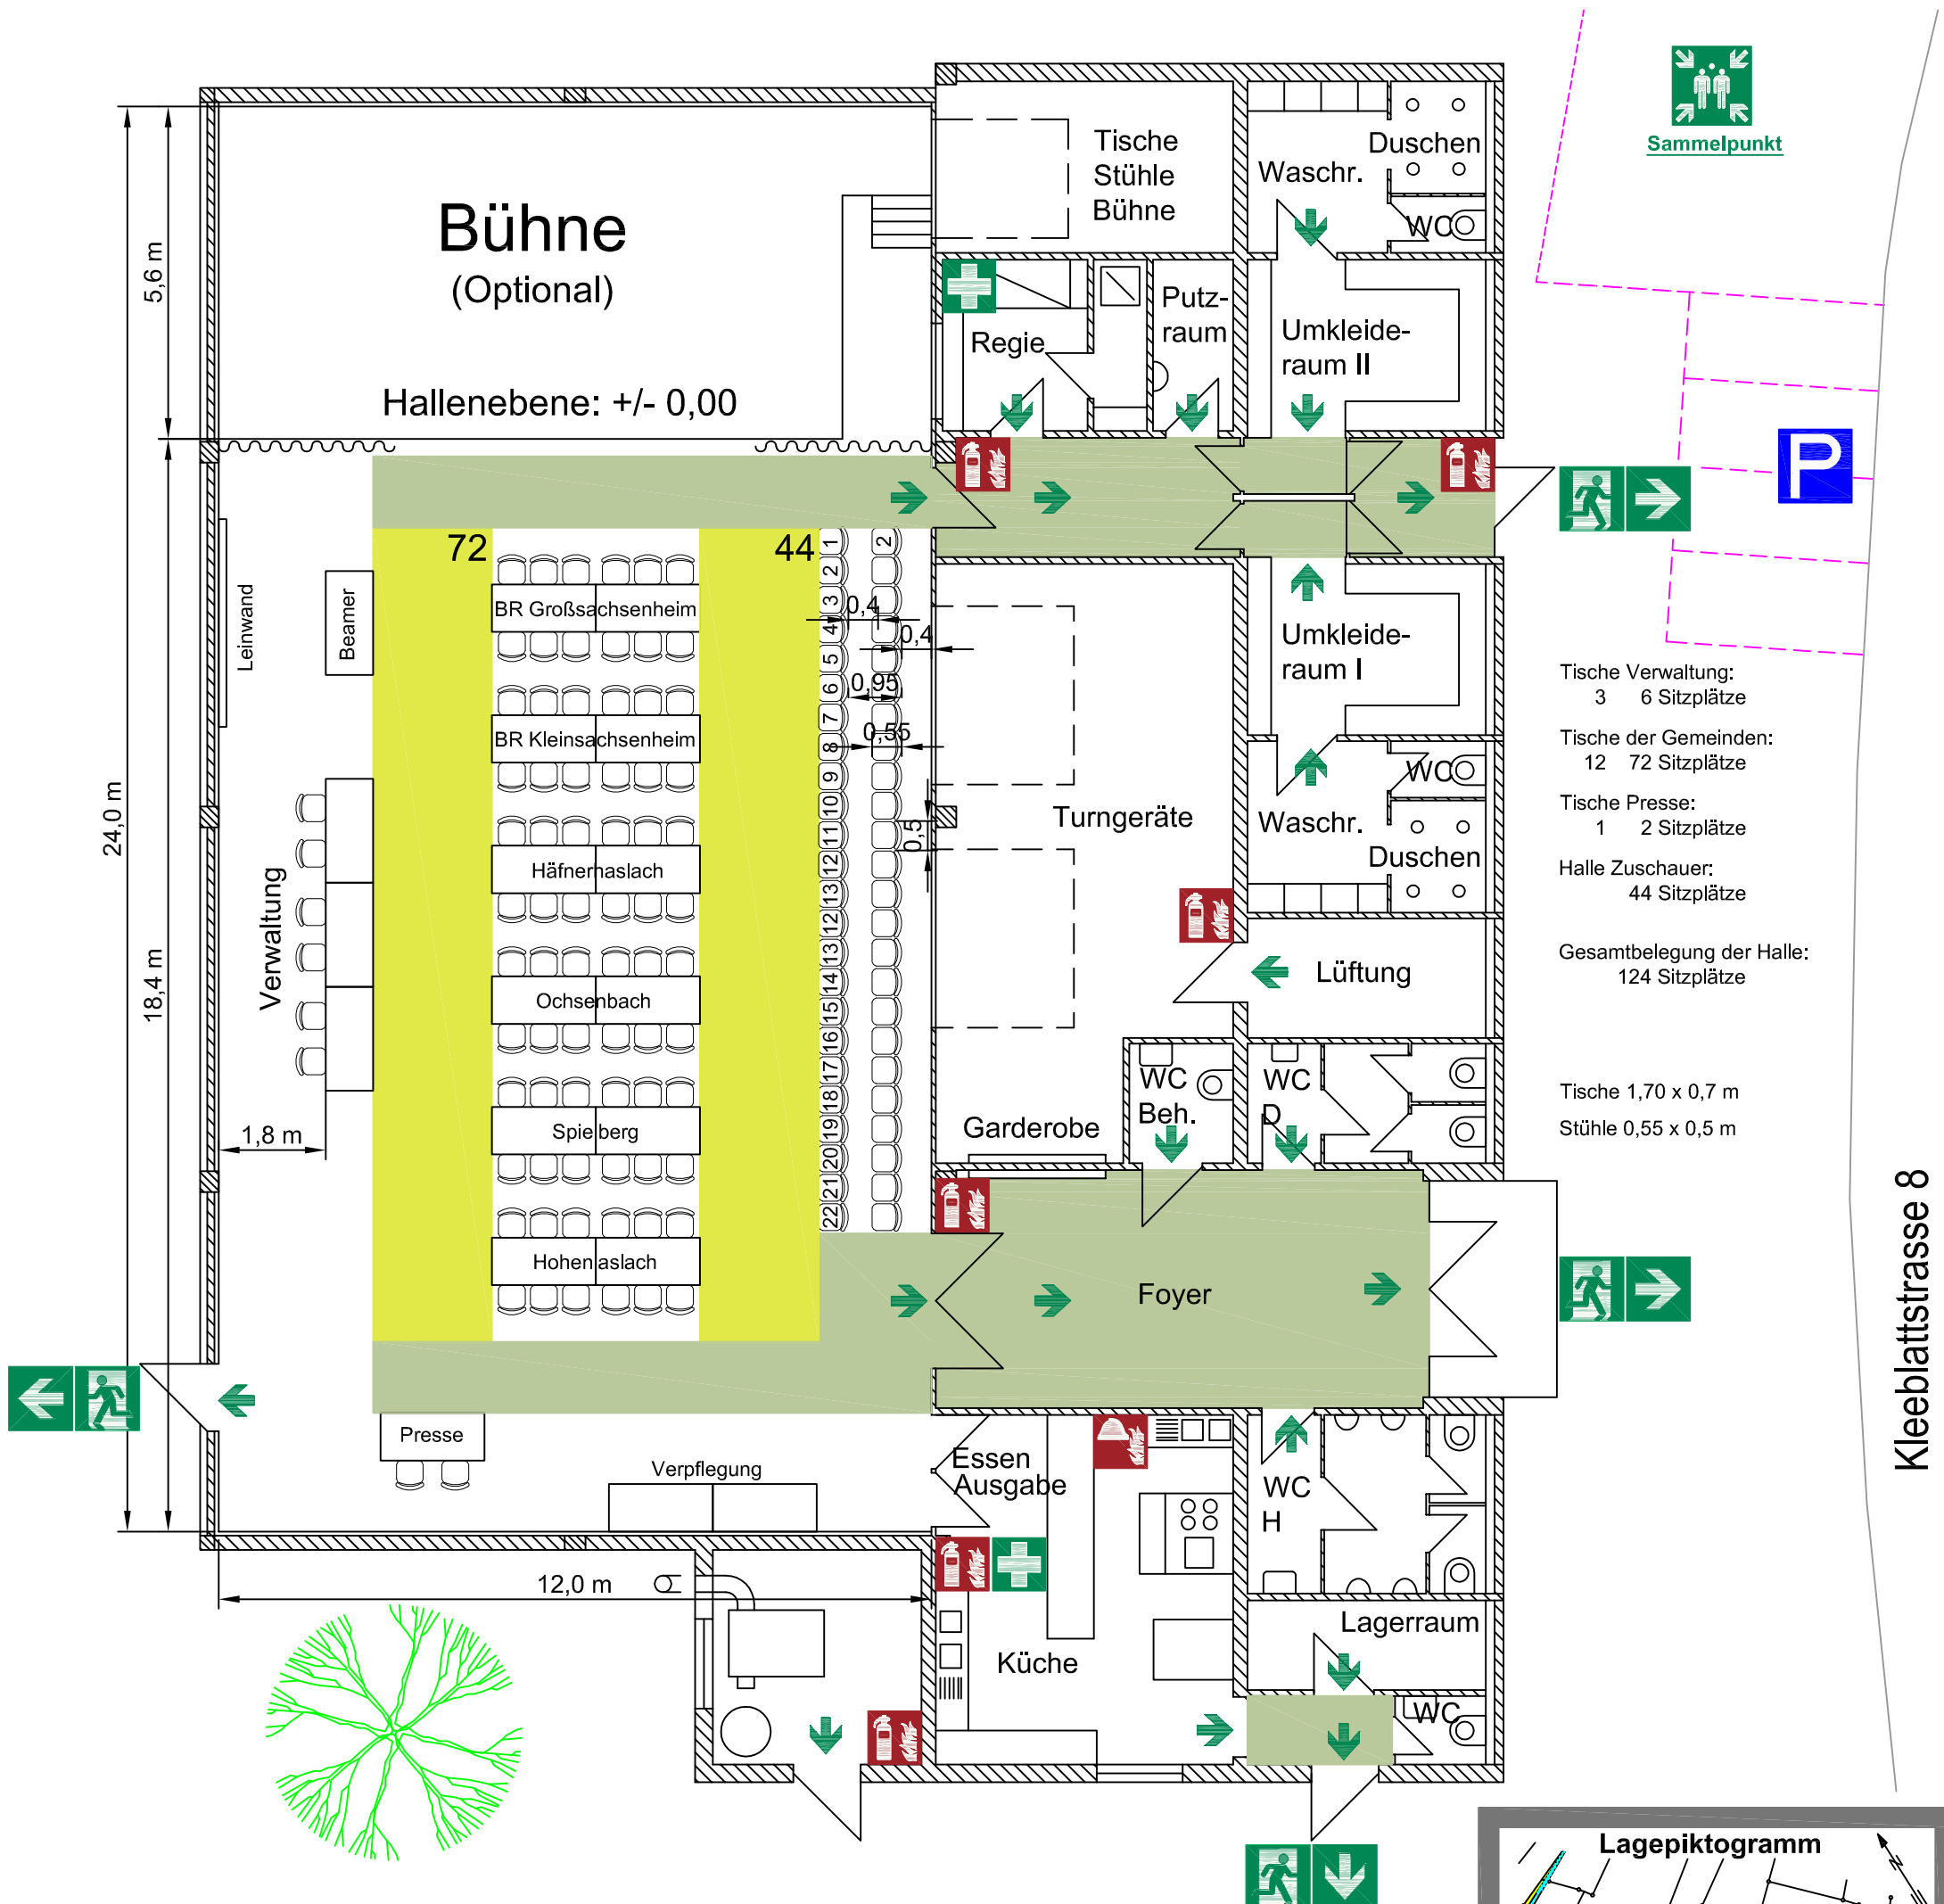 Sammelpunkt
Tische
Stühle
Bühne
Waschr.
Duschen
WC
Bühne
(Optional)
5,6 m
Regie
Putz-
raum
Umkleide-
raum II
Hallenebene: +/- 0,00
P
72
44
1
2
3
4
5
6
7
8
9
10
11
12
13
12
13
14
15
16
17
18
19
20
21
22
2
0,4
0,4
0,95
0,55
0,5
Leinwand
Beamer
BR Großsachsenheim
BR Kleinsachsenheim
Häfnerhaslach
Ochsenbach
Spielberg
Hohenhaslach
Verwaltung
24,0 m
18,4 m
1,8 m
Umkleide-
raum I
Turngeräte
Waschr.
WC
Duschen
Lüftung
WC
Beh.
WC
D
Garderobe
Foyer
Tische Verwaltung:
3 6 Sitzplätze
Tische der Gemeinden:
12 72 Sitzplätze
Tische Presse:
1 2 Sitzplätze
Halle Zuschauer:
44 Sitzplätze
Gesamtbelegung der Halle:
124 Sitzplätze
Tische 1,70 x 0,7 m
Stühle 0,55 x 0,5 m
Kleeblattstrasse 8
Presse
Verpflegung
Essen
Ausgabe
WC
H
12,0 m
Küche
Lagerraum
WC
Lagepiktogramm
N